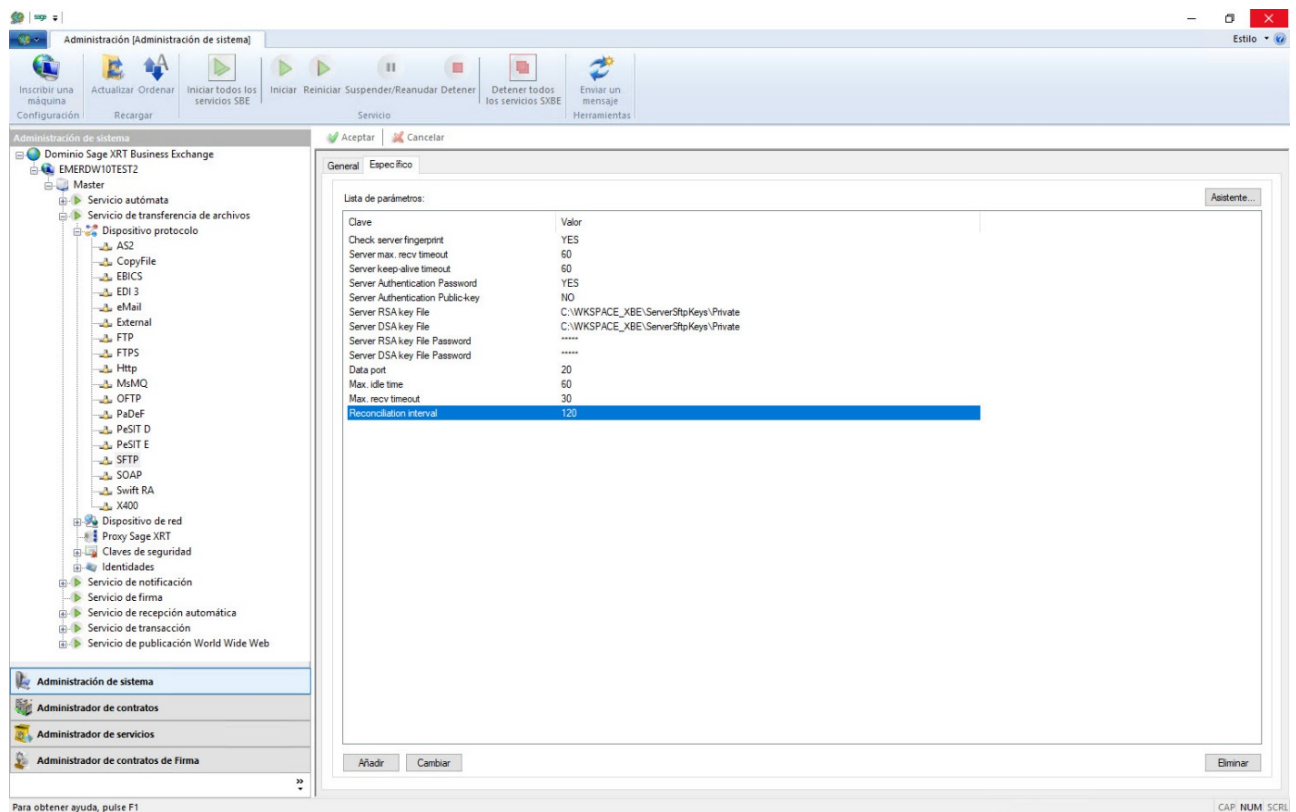 sage
Administración [Administración de sistema]
Estilo
Inscribir una máquina
Actualizar
Ordenar
Iniciar todos los servicios SBE
Iniciar
Reiniciar
Suspender/Reanudar
Detener
Detener todos los servicios SXBE
Enviar un mensaje
Configuración
Recargar
Servicio
Herramientas
Administración de sistema
Dominio Sage XRT Business Exchange
EMERDW10TEST2
Master
Servicio autómata
Servicio de transferencia de archivos
Dispositivo protocolo
AS2
CopyFile
EBICS
EDI 3
eMail
External
FTP
FTPS
Http
MsMQ
OFTP
PaDeF
PeSIT D
PeSIT E
SFTP
SOAP
Swift RA
X400
Dispositivo de red
Proxy Sage XRT
Claves de seguridad
Identidades
Servicio de notificación
Servicio de firma
Servicio de recepción automática
Servicio de transacción
Servicio de publicación World Wide Web
Administración de sistema
Administrador de contratos
Administrador de servicios
Administrador de contratos de Firma
Aceptar Cancelar
General Específico
Lista de parámetros: Asistente...
Clave Valor
Check server fingerprint YES
Server max. recv timeout 60
Server keep-alive timeout 60
Server Authentication Password YES
Server Authentication Public-key NO
Server RSA key File C:\WKSPACE_XBE\ServerSftpKeys\Private
Server DSA key File C:\WKSPACE_XBE\ServerSftpKeys\Private
Server RSA key File Password *****
Server DSA key File Password *****
Data port 20
Max. idle time 60
Max. recv timeout 30
Reconciliation interval 120
Añadir Cambiar Eliminar
Para obtener ayuda, pulse F1 CAP NUM SCRL